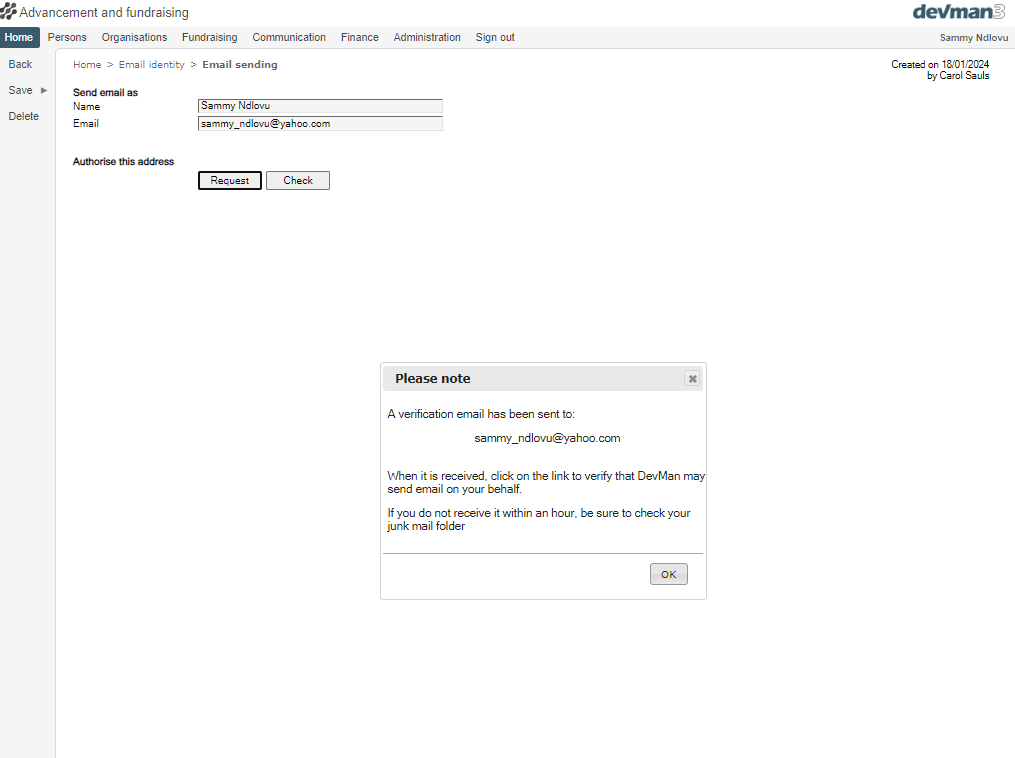 Advancement and fundraising
devman3
Home Persons Organisations Fundraising Communication Finance Administration Sign out
Sammy Ndlovu
Back
Save
Delete
Home > Email identity > Email sending
Created on 18/01/2024
by Carol Sauls
Send email as
Name Sammy Ndlovu
Email sammy_ndlovu@yahoo.com
Authorise this address
Request Check
Please note
A verification email has been sent to:
sammy_ndlovu@yahoo.com
When it is received, click on the link to verify that DevMan may
send email on your behalf.
If you do not receive it within an hour, be sure to check your
junk mail folder
OK